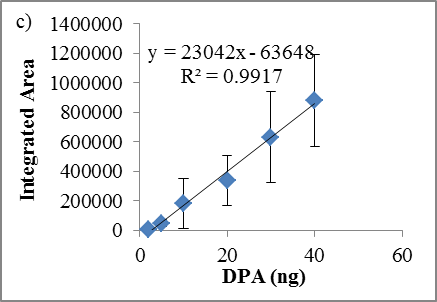 c)
1400000
1200000
1000000
800000
600000
400000
200000
0
Integrated Area
y = 23042x - 63648
R² = 0.9917
0 20 40 60
DPA (ng)